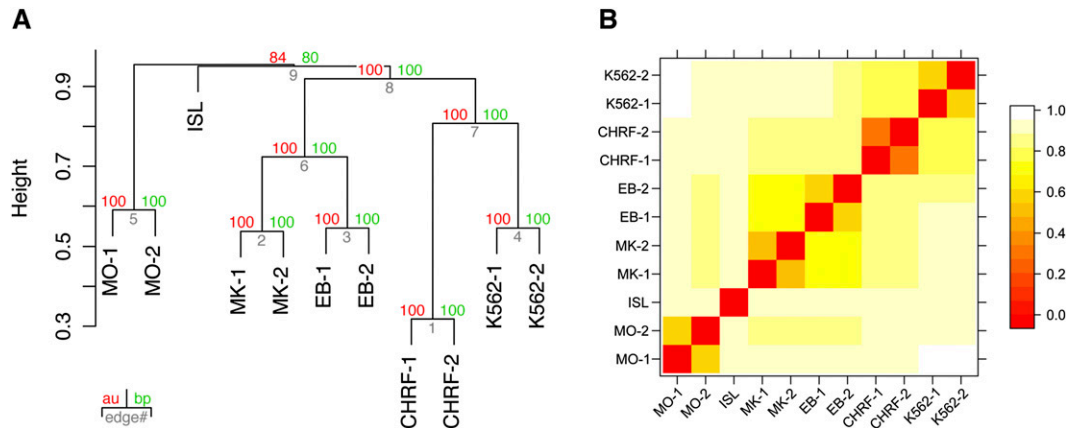 A
Height
0.9
0.7
0.5
0.3
84 80
9
100 100
8
100 100
7
100 100
6
100 100
5
100 100
2
100 100
3
100 100
4
100 100
1
ISL
MO-1
MO-2
MK-1
MK-2
EB-1
EB-2
K562-1
K562-2
CHRF-1
CHRF-2
au bp
edge#
B
K562-2
K562-1
CHRF-2
CHRF-1
EB-2
EB-1
MK-2
MK-1
ISL
MO-2
MO-1
MO-1
MO-2
ISL
MK-1
MK-2
EB-1
EB-2
CHRF-1
CHRF-2
K562-1
K562-2
1.0
0.8
0.6
0.4
0.2
0.0